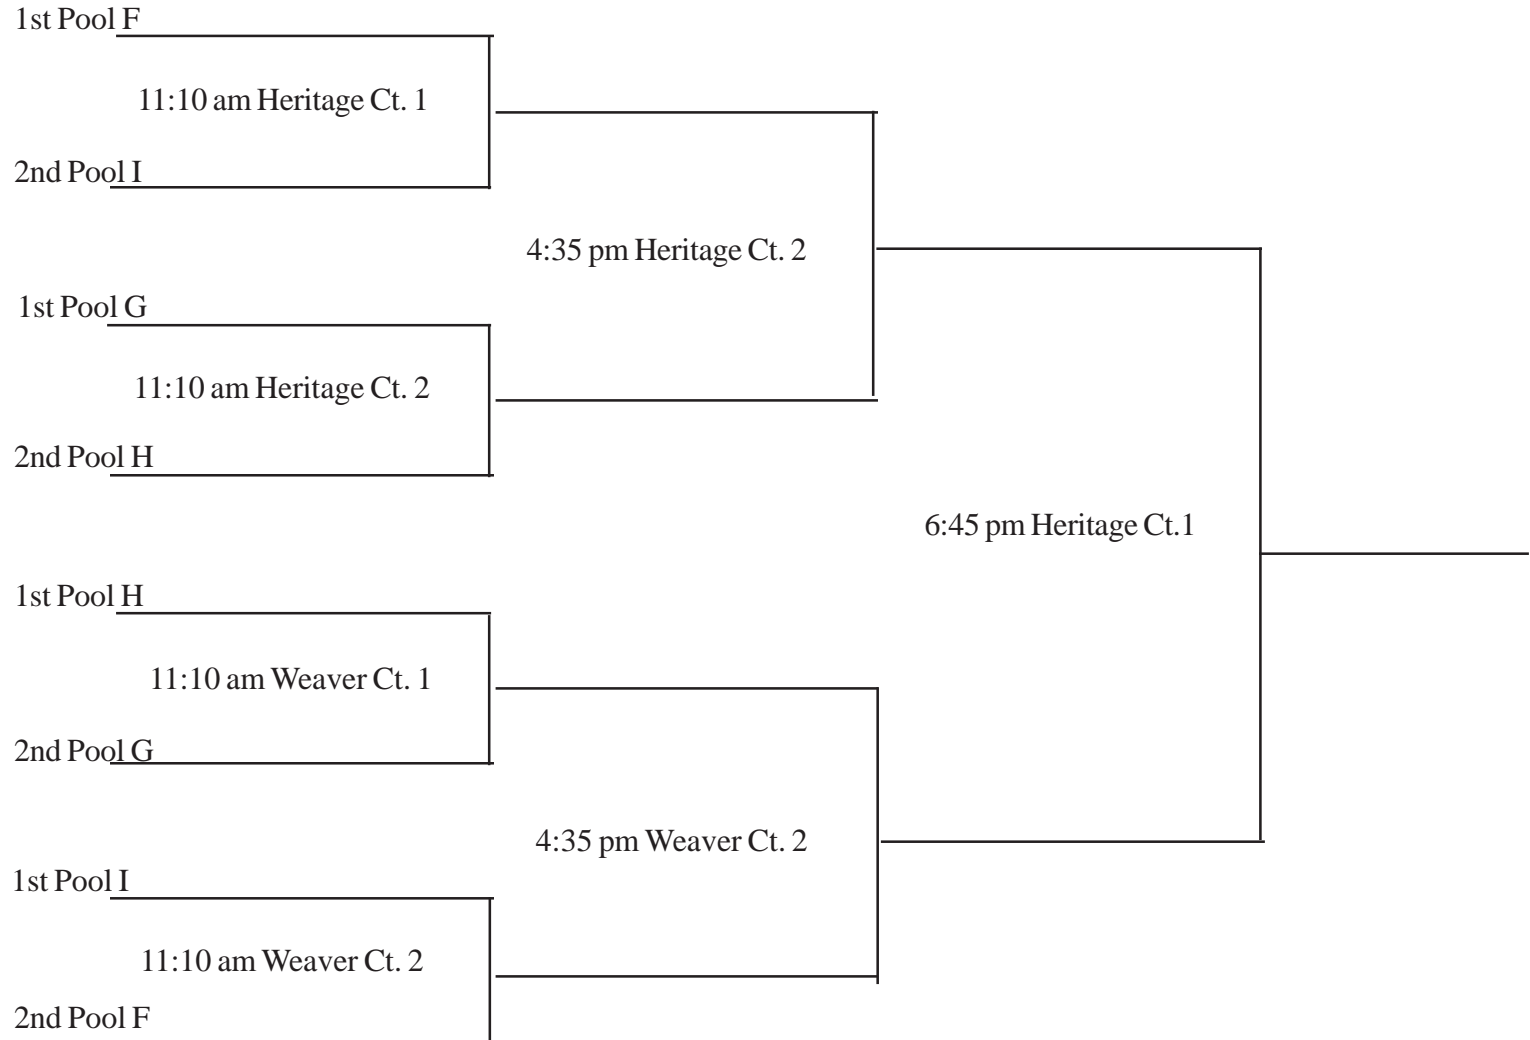 1st Pool F
11:10 am Heritage Ct. 1
2nd Pool I
4:35 pm Heritage Ct. 2
1st Pool G
11:10 am Heritage Ct. 2
2nd Pool H
6:45 pm Heritage Ct.1
1st Pool H
11:10 am Weaver Ct. 1
2nd Pool G
4:35 pm Weaver Ct. 2
1st Pool I
11:10 am Weaver Ct. 2
2nd Pool F